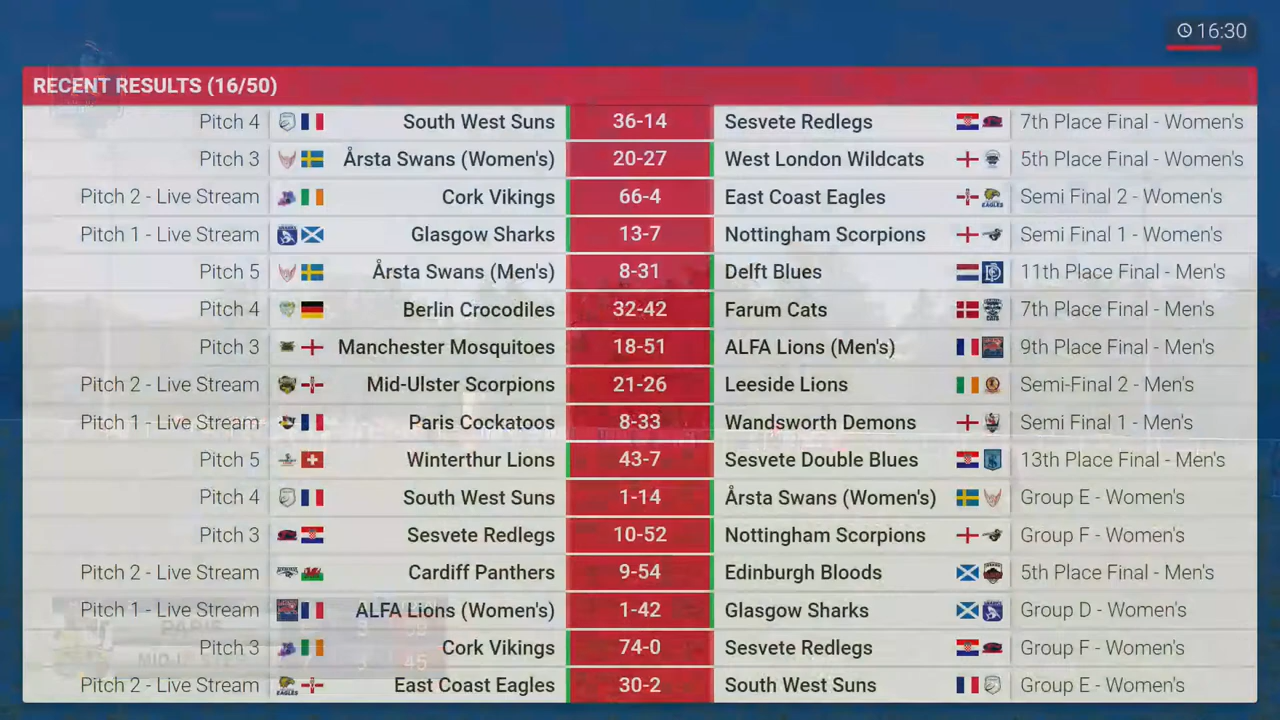 16:30
RECENT RESULTS (16/50)
Pitch 4 South West Suns 36-14 Sesvete Redlegs 7th Place Final - Women's
Pitch 3 Årsta Swans (Women's) 20-27 West London Wildcats 5th Place Final - Women's
Pitch 2 - Live Stream Cork Vikings 66-4 East Coast Eagles Semi Final 2 - Women's
Pitch 1 - Live Stream Glasgow Sharks 13-7 Nottingham Scorpions Semi Final 1 - Women's
Pitch 5 Årsta Swans (Men's) 8-31 Delft Blues 11th Place Final - Men's
Pitch 4 Berlin Crocodiles 32-42 Farum Cats 7th Place Final - Men's
Pitch 3 Manchester Mosquitoes 18-51 ALFA Lions (Men's) 9th Place Final - Men's
Pitch 2 - Live Stream Mid-Ulster Scorpions 21-26 Leeside Lions Semi-Final 2 - Men's
Pitch 1 - Live Stream Paris Cockatoos 8-33 Wandsworth Demons Semi Final 1 - Men's
Pitch 5 Winterthur Lions 43-7 Sesvete Double Blues 13th Place Final - Men's
Pitch 4 South West Suns 1-14 Årsta Swans (Women's) Group E - Women's
Pitch 3 Sesvete Redlegs 10-52 Nottingham Scorpions Group F - Women's
Pitch 2 - Live Stream Cardiff Panthers 9-54 Edinburgh Bloods 5th Place Final - Men's
Pitch 1 - Live Stream ALFA Lions (Women's) 1-42 Glasgow Sharks Group D - Women's
Pitch 3 Cork Vikings 74-0 Sesvete Redlegs Group F - Women's
Pitch 2 - Live Stream East Coast Eagles 30-2 South West Suns Group E - Women's